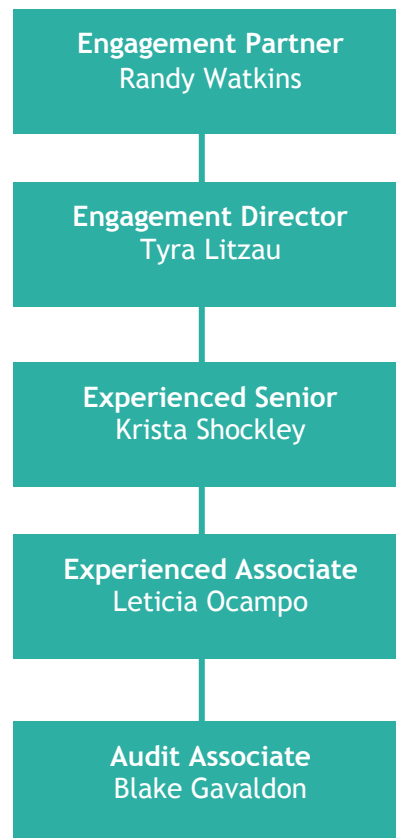 Engagement Partner
Randy Watkins
Engagement Director
Tyra Litzau
Experienced Senior
Krista Shockley
Experienced Associate
Leticia Ocampo
Audit Associate
Blake Gavaldon